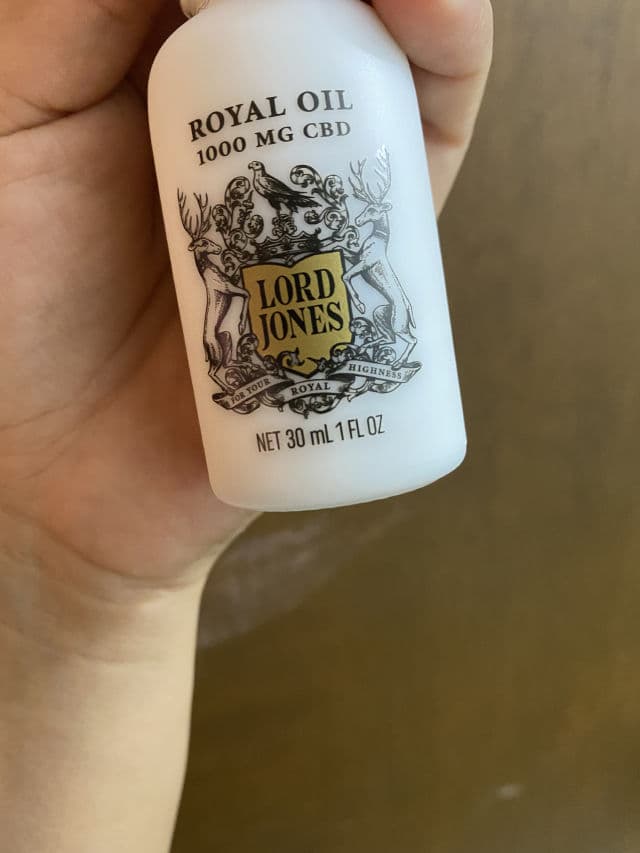 ROYAL OIL
1000 MG CBD
LORD
JONES
FOR YOUR ROYAL HIGHNESS
NET 30 mL 1 FL OZ